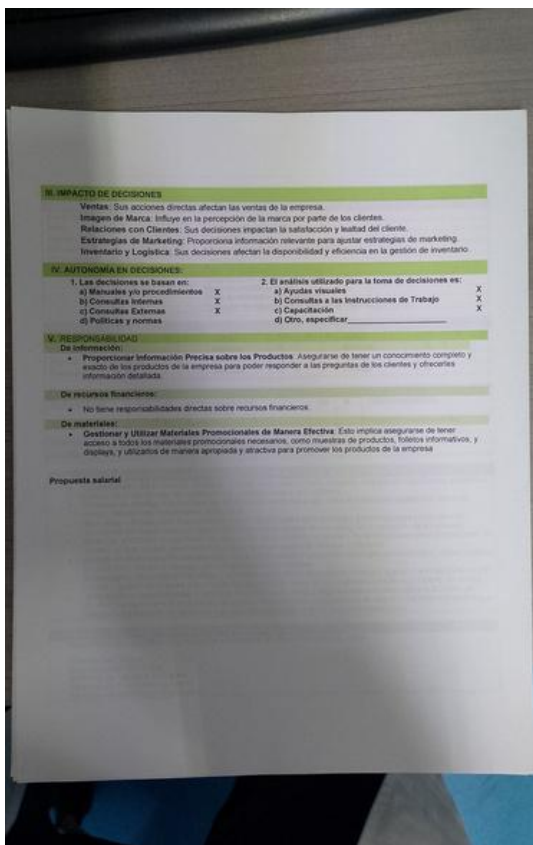 III. IMPACTO DE DECISIONES
Ventas: Sus acciones directas afectan las ventas de la empresa.
Imagen de Marca: Influye en la percepción de la marca por parte de los clientes.
Relaciones con Clientes: Sus decisiones impactan la satisfacción y lealtad del cliente.
Estrategias de Marketing: Proporciona información relevante para ajustar estrategias de marketing.
Inventario y Logística: Sus decisiones afectan la disponibilidad y eficiencia en la gestión de inventario.
IV. AUTONOMÍA EN DECISIONES:
1. Las decisiones se basan en:
a) Manuales y/o procedimientos X
b) Consultas Internas X
c) Consultas Externas X
d) Políticas y normas
2. El análisis utilizado para la toma de decisiones es:
a) Ayudas visuales X
b) Consultas a las Instrucciones de Trabajo X
c) Capacitación X
d) Otro, especificar____________________
V. RESPONSABILIDAD
De información:
• Proporcionar Información Precisa sobre los Productos: Asegurarse de tener un conocimiento completo y
exacto de los productos de la empresa para poder responder a las preguntas de los clientes y ofrecerles
información detallada.
De recursos financieros:
• No tiene responsabilidades directas sobre recursos financieros.
De materiales:
• Gestionar y Utilizar Materiales Promocionales de Manera Efectiva: Esto implica asegurarse de tener
acceso a todos los materiales promocionales necesarios, como muestras de productos, folletos informativos, y
displays, y utilizarlos de manera apropiada y atractiva para promover los productos de la empresa
Propuesta salarial